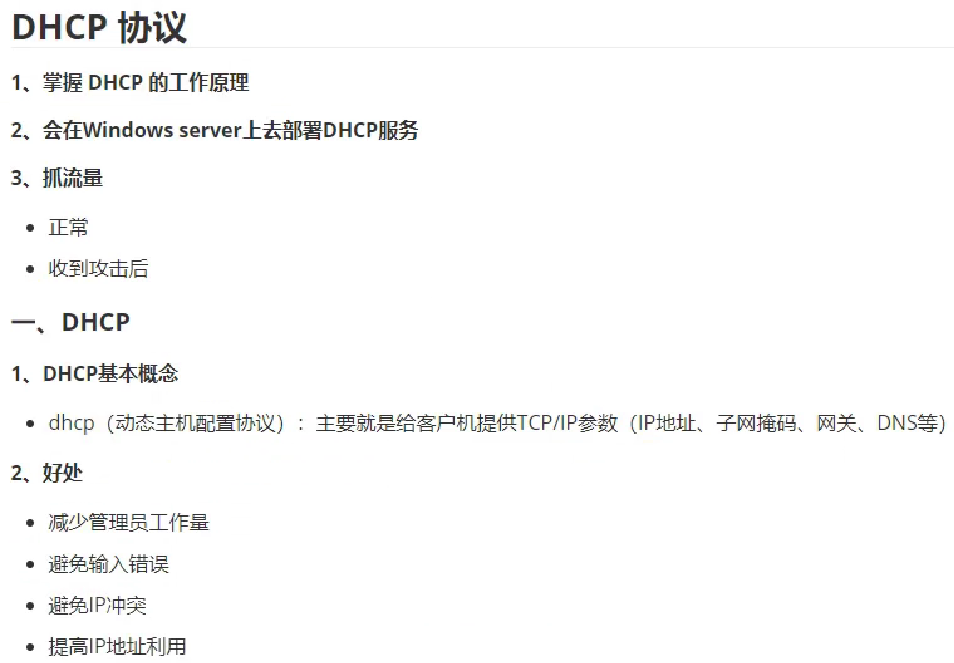 DHCP 协议
1、掌握 DHCP 的工作原理
2、会在Windows server上去部署DHCP服务
3、抓流量
正常
收到攻击后
一、DHCP
1、DHCP基本概念
dhcp（动态主机配置协议）：主要就是给客户机提供TCP/IP参数（IP地址、子网掩码、网关、DNS等）
2、好处
减少管理员工作量
避免输入错误
避免IP冲突
提高IP地址利用